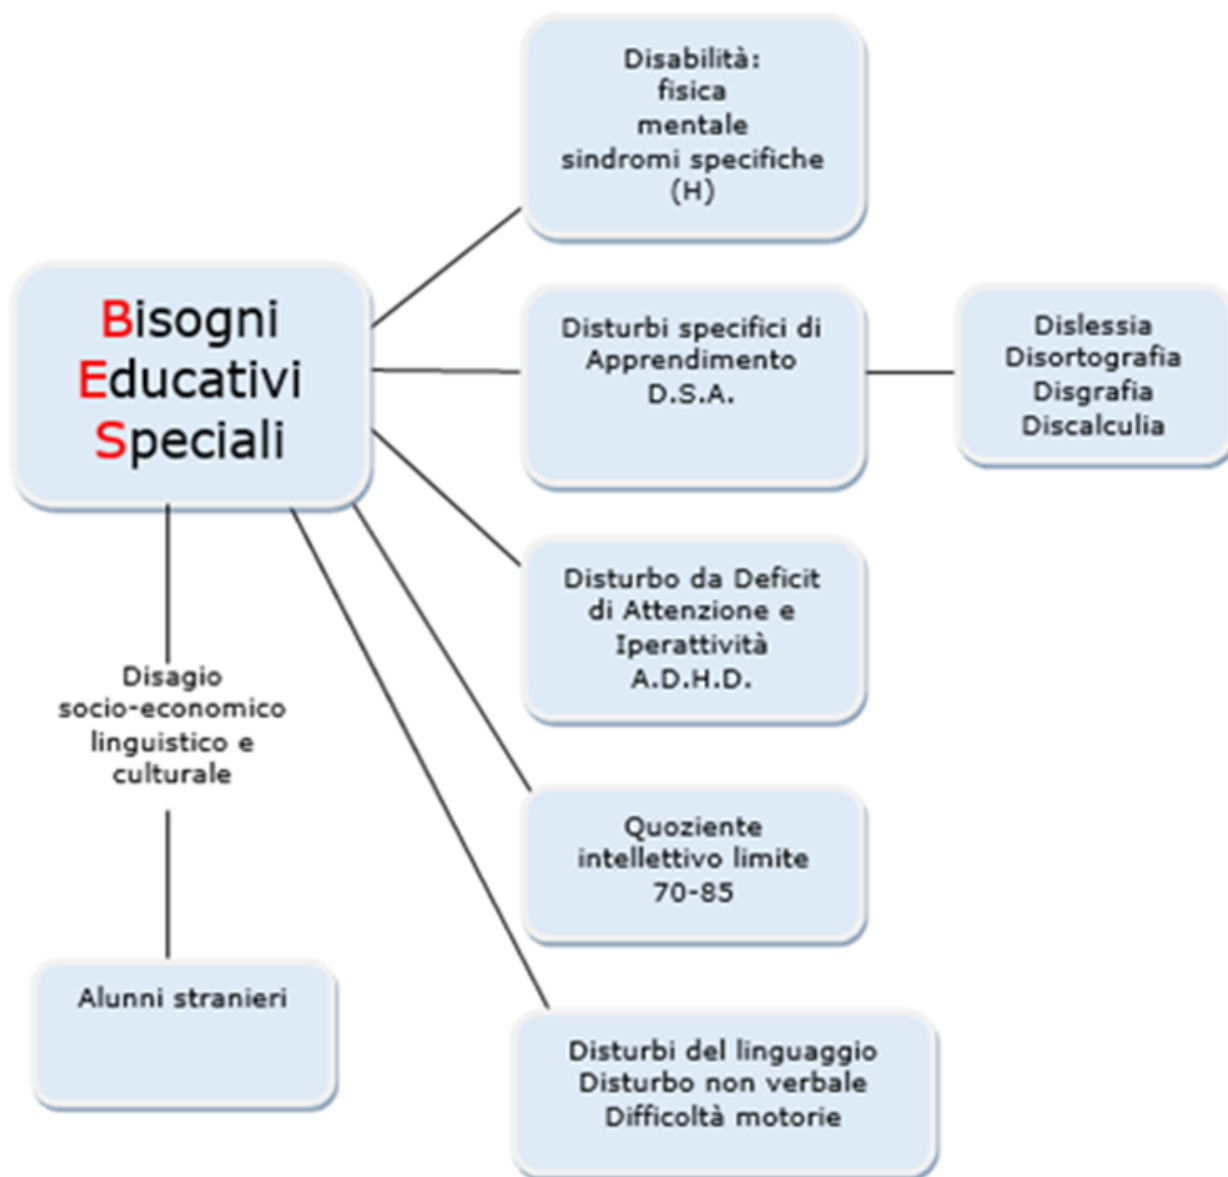 Disabilità:
fisica
mentale
sindromi specifiche
(H)
Bisogni
Educativi
Speciali
Disturbi specifici di
Apprendimento
D.S.A.
Dislessia
Disortografia
Disgrafia
Discalculia
Disturbo da Deficit
di Attenzione e
Iperattività
A.D.H.D.
Disagio
socio-economico
linguistico e
culturale
Quoziente
intellettivo limite
70-85
Alunni stranieri
Disturbi del linguaggio
Disturbo non verbale
Difficoltà motorie